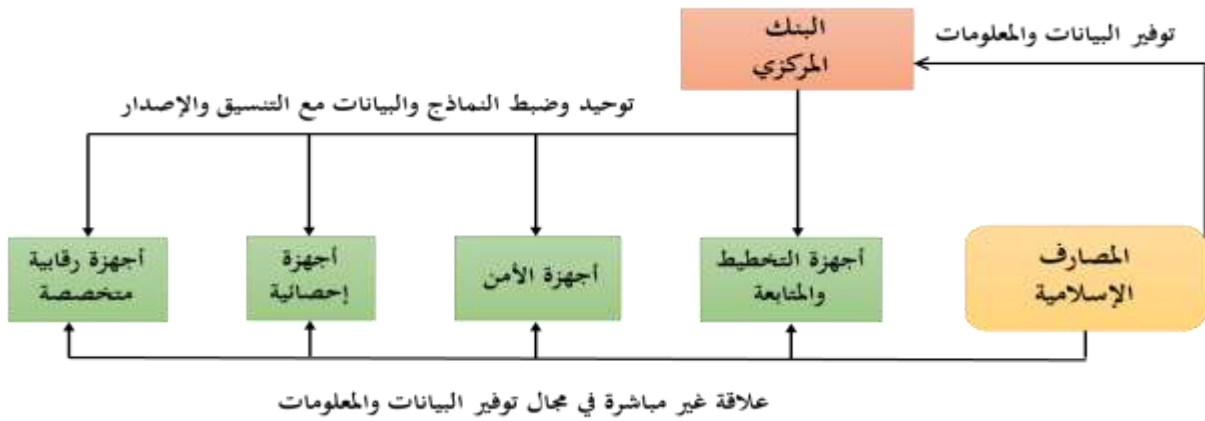 البنك
المركزي
توفير البيانات والمعلومات
توحيد وضبط النماذج والبيانات مع التنسيق والإصدار
المصارف
الإسلامية
أجهزة التخطيط
والمتابعة
أجهزة الأمن
أجهزة
إحصائية
أجهزة رقابية
متخصصة
علاقة غير مباشرة في مجال توفير البيانات والمعلومات